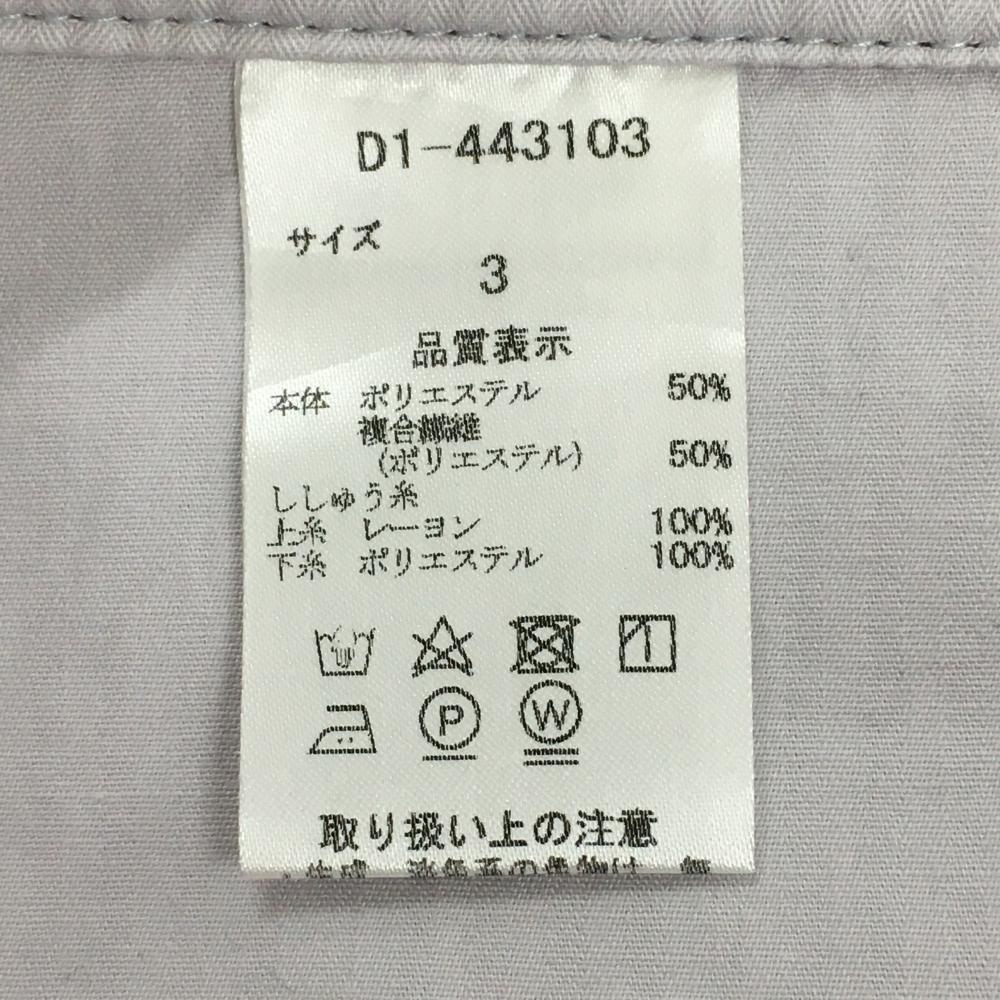 D1-443103
サイズ
3
品質表示
本体 ポリエステル 50%
複合繊維
(ポリエステル) 50%
ししゅう糸
上糸 レーヨン 100%
下糸 ポリエステル 100%
P W
取り扱い上の注意